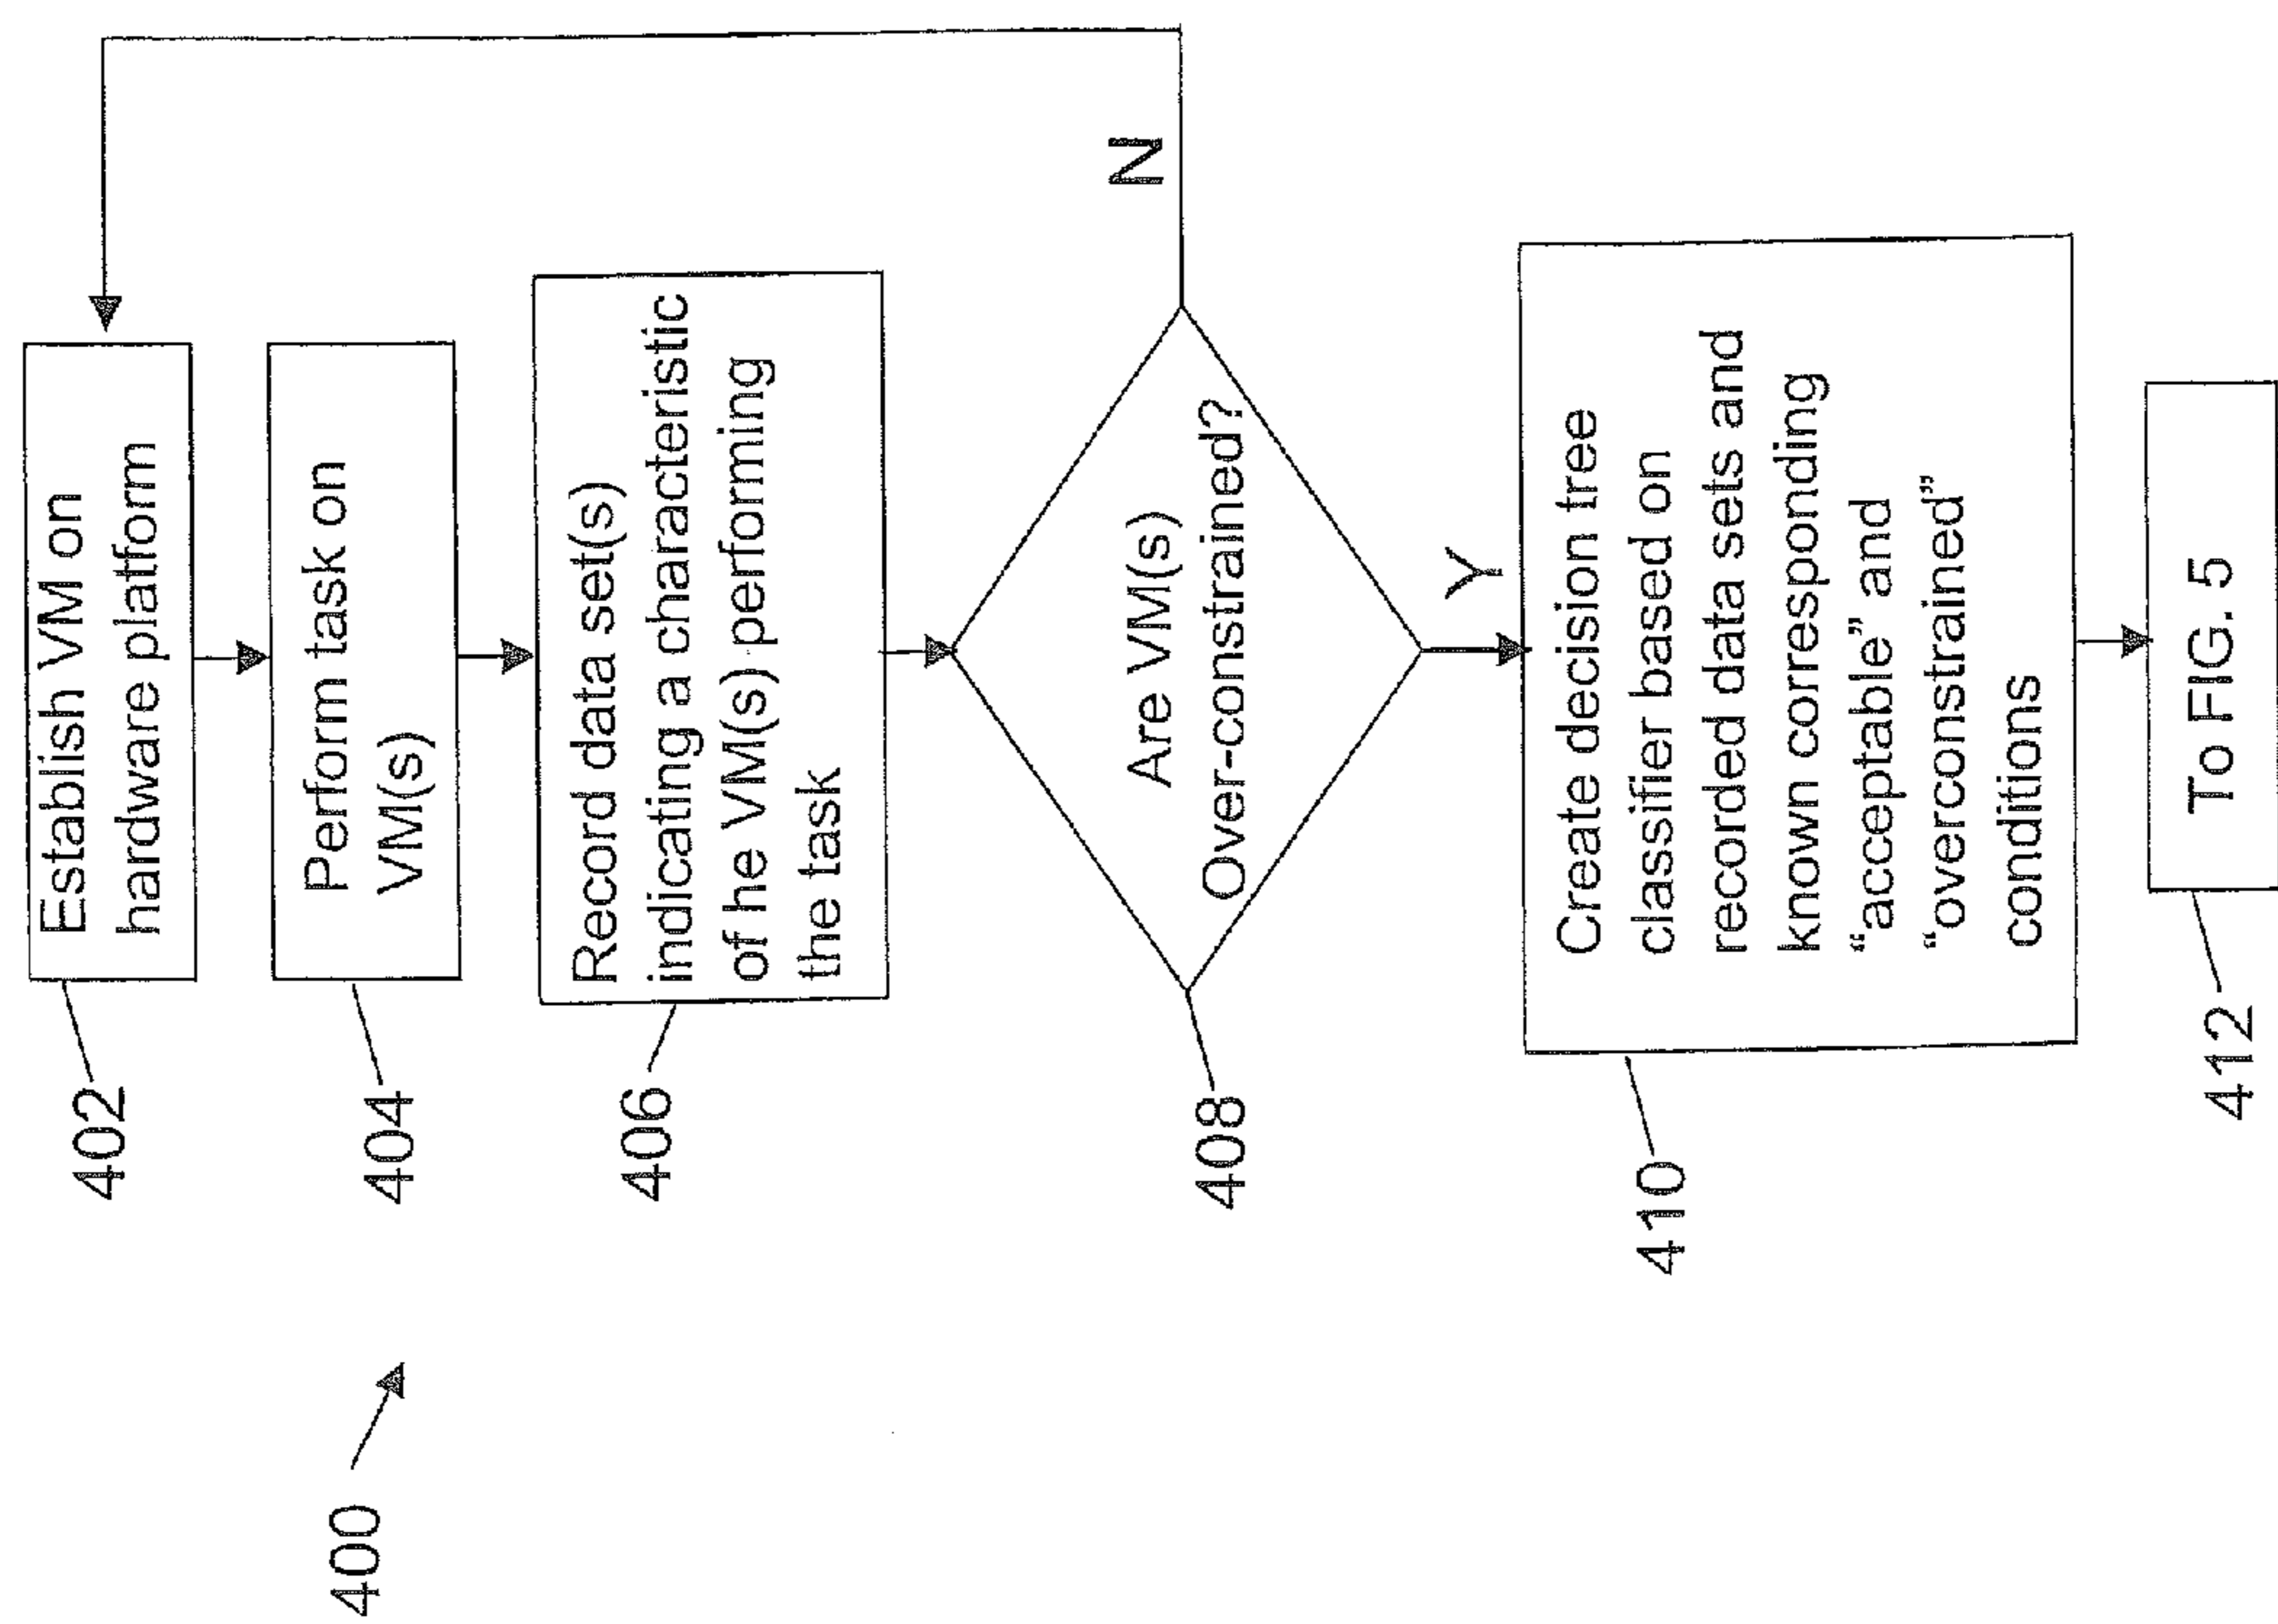 400
402
Establish VM on
hardware platform
404
Perform task on
VM(s)
406
Record data set(s)
indicating a characteristic
of he VM(s) performing
the task
408
Are VM(s)
Over-constrained?
N
Y
410
Create decision tree
classifier based on
recorded data sets and
known corresponding
“acceptable” and
“overconstrained”
conditions
412
To FIG. 5